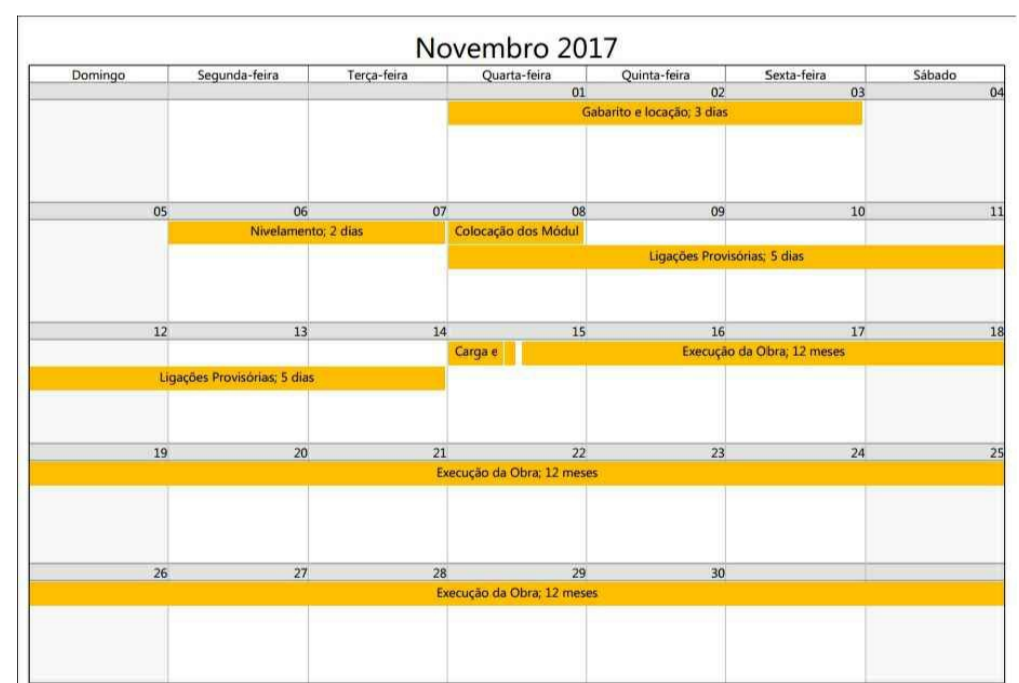 Novembro 2017
Domingo Segunda-feira Terça-feira Quarta-feira Quinta-feira Sexta-feira Sábado
01 02 03 04
Gabarito e locação; 3 dias
05 06 07 08 09 10 11
Nivelamento; 2 dias Colocação dos Módul
Ligações Provisórias; 5 dias
12 13 14 15 16 17 18
Carga e Execução da Obra; 12 meses
Ligações Provisórias; 5 dias
19 20 21 22 23 24 25
Execução da Obra; 12 meses
26 27 28 29 30
Execução da Obra; 12 meses